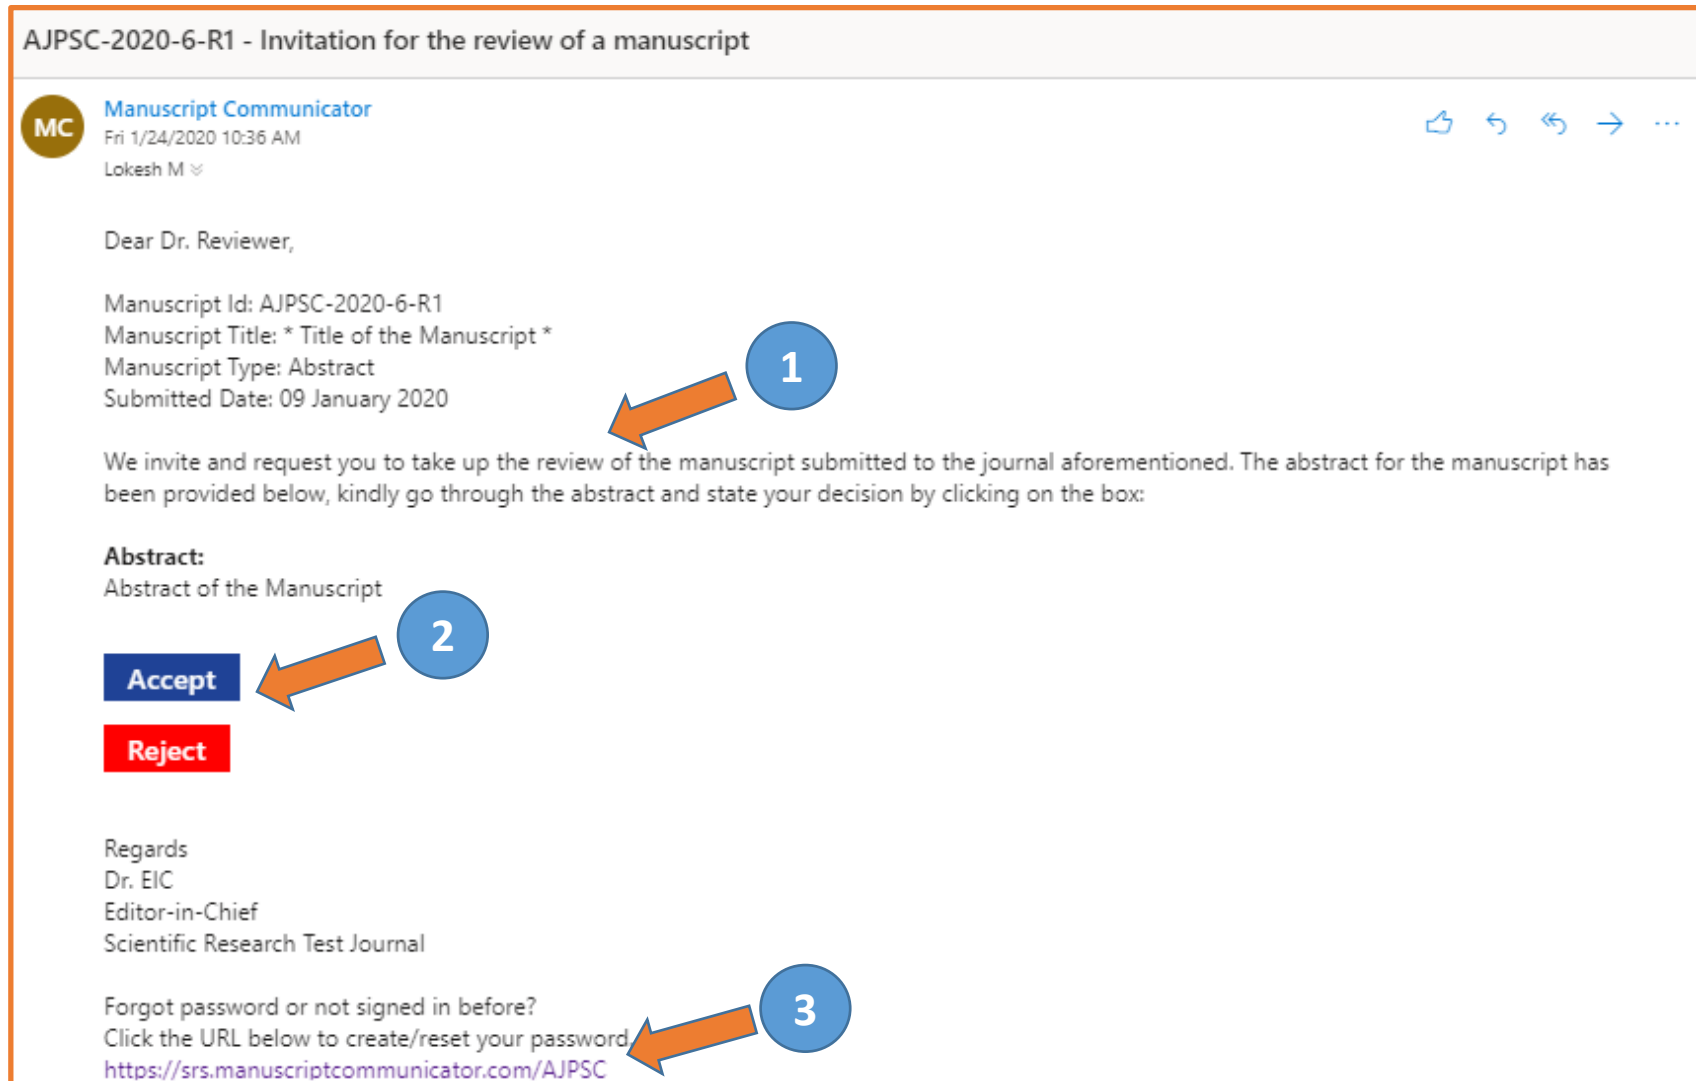 AJPSC-2020-6-R1 - Invitation for the review of a manuscript
MC
Manuscript Communicator
Fri 1/24/2020 10:36 AM
Lokesh M
Dear Dr. Reviewer,
Manuscript Id: AJPSC-2020-6-R1
Manuscript Title: * Title of the Manuscript *
Manuscript Type: Abstract
Submitted Date: 09 January 2020
1
We invite and request you to take up the review of the manuscript submitted to the journal aforementioned. The abstract for the manuscript has
been provided below, kindly go through the abstract and state your decision by clicking on the box:
Abstract:
Abstract of the Manuscript
2
Accept
Reject
Regards
Dr. EIC
Editor-in-Chief
Scientific Research Test Journal
Forgot password or not signed in before?
3
Click the URL below to create/reset your password.
https://srs.manuscriptcommunicator.com/AJPSC